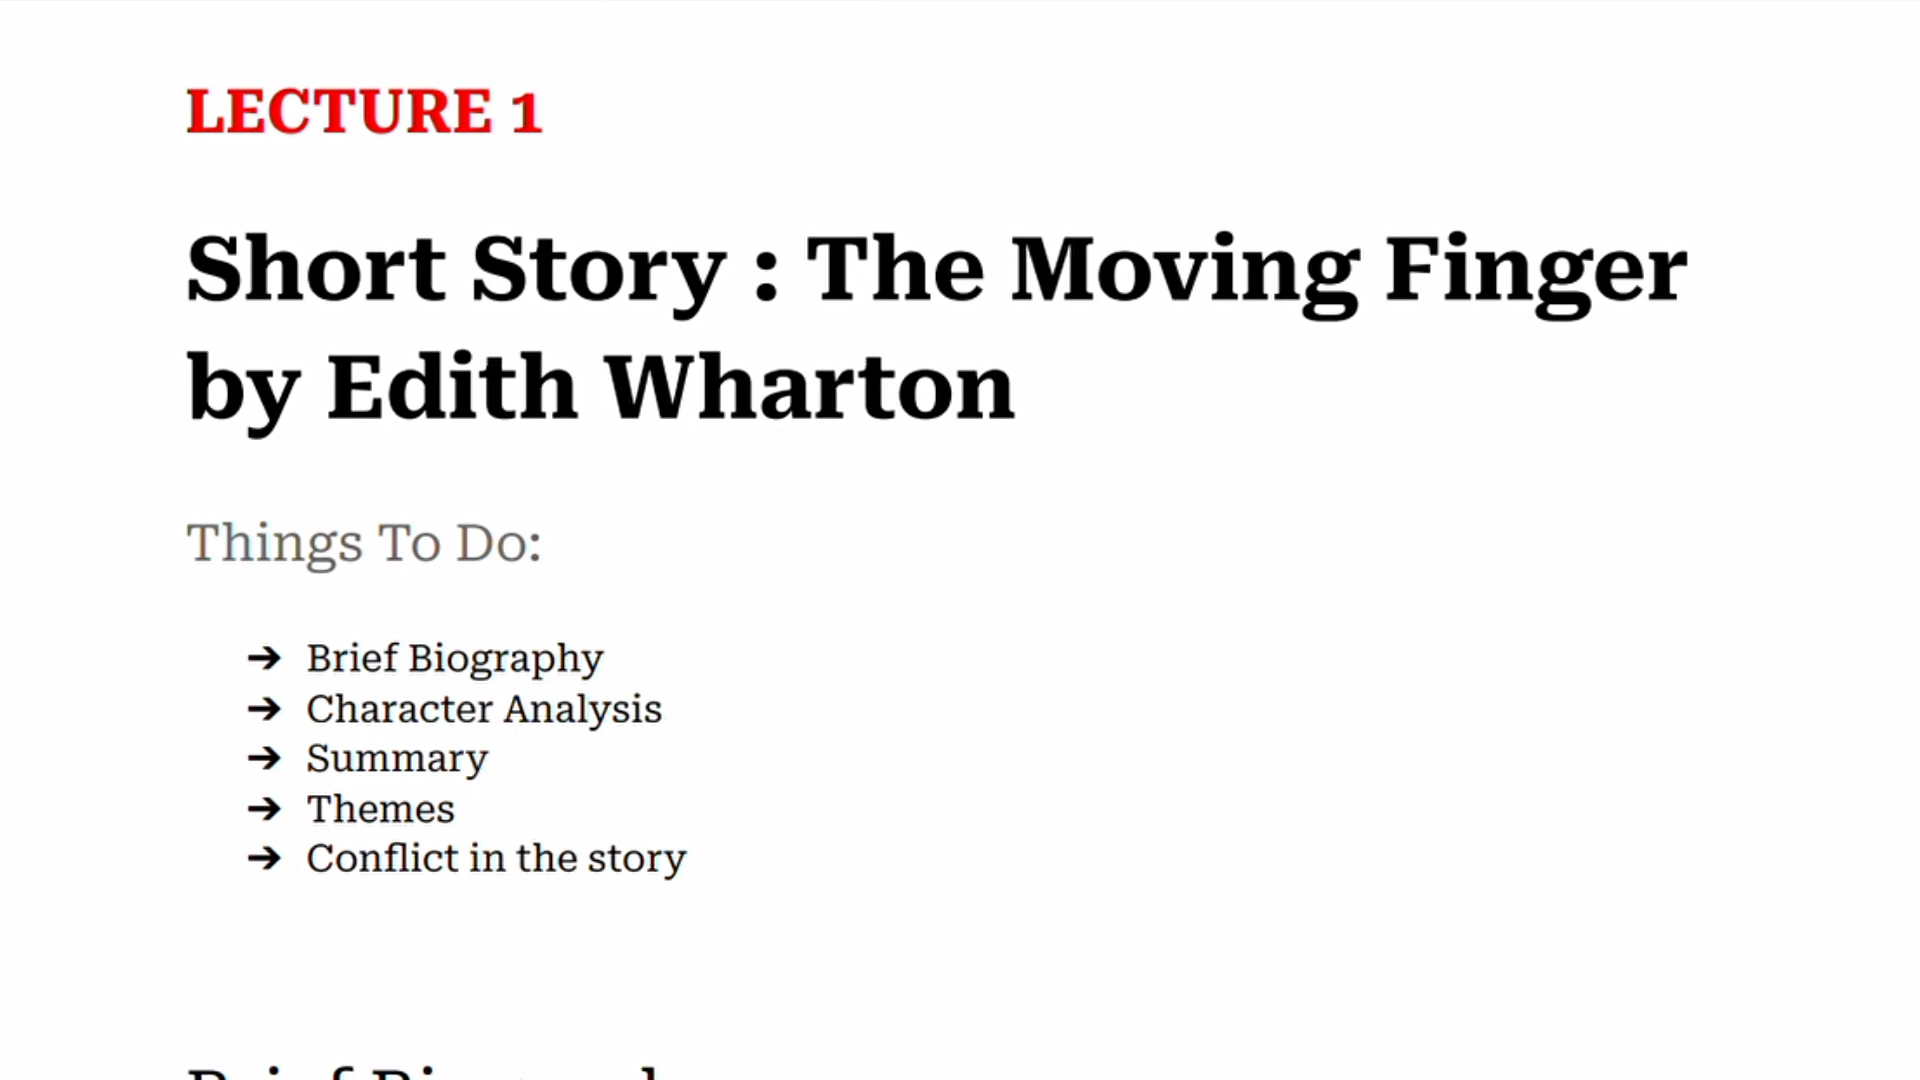 LECTURE 1
Short Story : The Moving Finger
by Edith Wharton
Things To Do:
➔ Brief Biography
➔ Character Analysis
➔ Summary
➔ Themes
➔ Conflict in the story